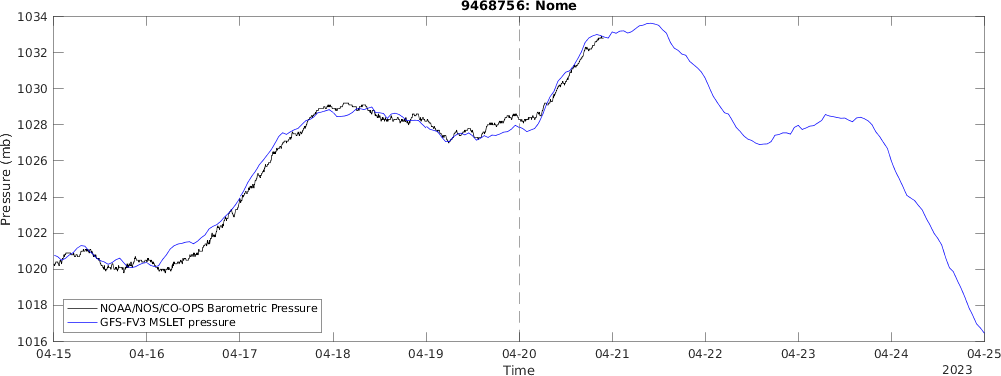 9468756: Nome
1034
1032
1030
1028
1026
1024
1022
1020
1018
1016
Pressure (mb)
NOAA/NOS/CO-OPS Barometric Pressure
GFS-FV3 MSLET pressure
04-15 04-16 04-17 04-18 04-19 04-20 04-21 04-22 04-23 04-24 04-25
Time
2023